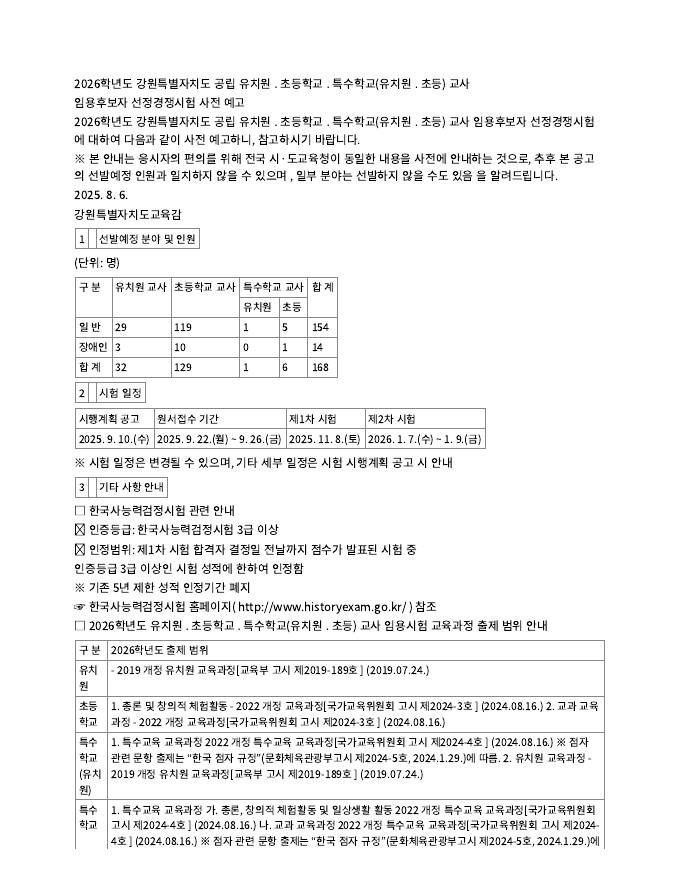 2026학년도 강원특별자치도 공립 유치원 . 초등학교 . 특수학교(유치원 . 초등) 교사
임용후보자 선정경쟁시험 사전 예고
2026학년도 강원특별자치도 공립 유치원 . 초등학교 . 특수학교(유치원 . 초등) 교사 임용후보자 선정경쟁시험
에 대하여 다음과 같이 사전 예고하니, 참고하시기 바랍니다.
※ 본 안내는 응시자의 편의를 위해 전국 시·도교육청이 동일한 내용을 사전에 안내하는 것으로, 추후 본 공고
의 선발예정 인원과 일치하지 않을 수 있으며 , 일부 분야는 선발하지 않을 수도 있음 을 알려드립니다.
2025. 8. 6.
강원특별자치도교육감
1 선발예정 분야 및 인원
(단위: 명)
구 분 유치원 교사 초등학교 교사 특수학교 교사 합 계
유치원 초등
일 반 29 119 1 5 154
장애인 3 10 0 1 14
합 계 32 129 1 6 168
2 시험 일정
시행계획 공고 원서접수 기간 제1차 시험 제2차 시험
2025. 9. 10.(수) 2025. 9. 22.(월) ~ 9. 26.(금) 2025. 11. 8.(토) 2026. 1. 7.(수) ~ 1. 9.(금)
※ 시험 일정은 변경될 수 있으며, 기타 세부 일정은 시험 시행계획 공고 시 안내
3 기타 사항 안내
□ 한국사능력검정시험 관련 안내
☒ 인증등급: 한국사능력검정시험 3급 이상
☒ 인정범위: 제1차 시험 합격자 결정일 전날까지 점수가 발표된 시험 중
인증등급 3급 이상인 시험 성적에 한하여 인정함
※ 기존 5년 제한 성적 인정기간 폐지
☞ 한국사능력검정시험 홈페이지( http://www.historyexam.go.kr/ ) 참조
□ 2026학년도 유치원 . 초등학교 . 특수학교(유치원 . 초등) 교사 임용시험 교육과정 출제 범위 안내
구 분 2026학년도 출제 범위
유치 - 2019 개정 유치원 교육과정[교육부 고시 제2019-189호 ] (2019.07.24.)
원
초등 1. 총론 및 창의적 체험활동 - 2022 개정 교육과정[국가교육위원회 고시 제2024-3호 ] (2024.08.16.) 2. 교과 교육
학교 과정 - 2022 개정 교육과정[국가교육위원회 고시 제2024-3호 ] (2024.08.16.)
특수 1. 특수교육 교육과정 2022 개정 특수교육 교육과정[국가교육위원회 고시 제2024-4호 ] (2024.08.16.) ※ 점자
학교 관련 문항 출제는 “한국 점자 규정”(문화체육관광부고시 제2024-5호, 2024.1.29.)에 따름. 2. 유치원 교육과정 -
(유치 2019 개정 유치원 교육과정[교육부 고시 제2019-189호 ] (2019.07.24.)
원)
특수 1. 특수교육 교육과정 가. 총론, 창의적 체험활동 및 일상생활 활동 2022 개정 특수교육 교육과정[국가교육위원회
학교 고시 제2024-4호 ] (2024.08.16.) 나. 교과 교육과정 2022 개정 특수교육 교육과정[국가교육위원회 고시 제2024-
4호 ] (2024.08.16.) ※ 점자 관련 문항 출제는 “한국 점자 규정”(문화체육관광부고시 제2024-5호, 2024.1.29.)에